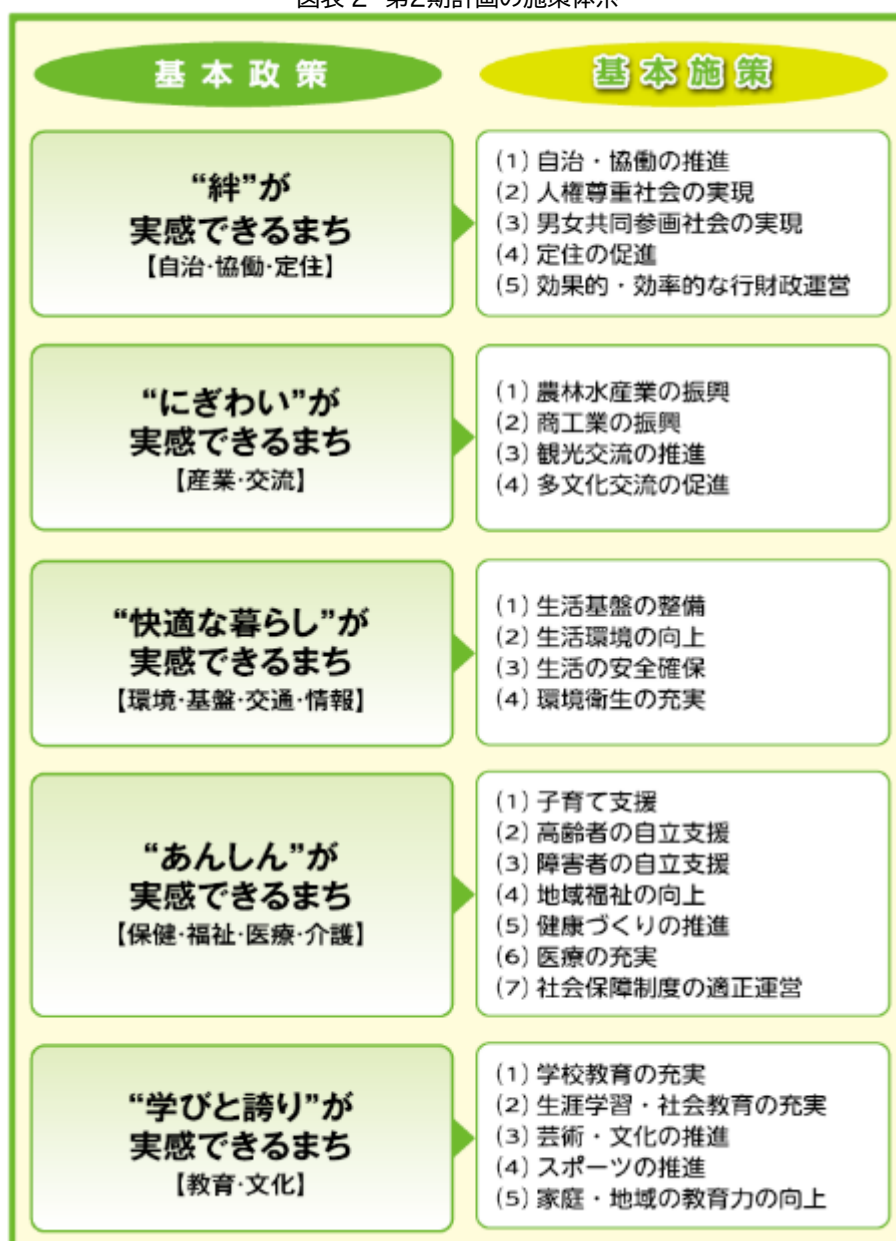 図表 2 第2期計画の施策体系
基本政策
基本施策
“絆”が
実感できるまち
【自治・協働・定住】
(1) 自治・協働の推進
(2) 人権尊重社会の実現
(3) 男女共同参画社会の実現
(4) 定住の促進
(5) 効果的・効率的な行財政運営
“にぎわい”が
実感できるまち
【産業・交流】
(1) 農林水産業の振興
(2) 商工業の振興
(3) 観光交流の推進
(4) 多文化交流の促進
“快適な暮らし”が
実感できるまち
【環境・基盤・交通・情報】
(1) 生活基盤の整備
(2) 生活環境の向上
(3) 生活の安全確保
(4) 環境衛生の充実
“あんしん”が
実感できるまち
【保健・福祉・医療・介護】
(1) 子育て支援
(2) 高齢者の自立支援
(3) 障害者の自立支援
(4) 地域福祉の向上
(5) 健康づくりの推進
(6) 医療の充実
(7) 社会保障制度の適正運営
“学びと誇り”が
実感できるまち
【教育・文化】
(1) 学校教育の充実
(2) 生涯学習・社会教育の充実
(3) 芸術・文化の推進
(4) スポーツの推進
(5) 家庭・地域の教育力の向上